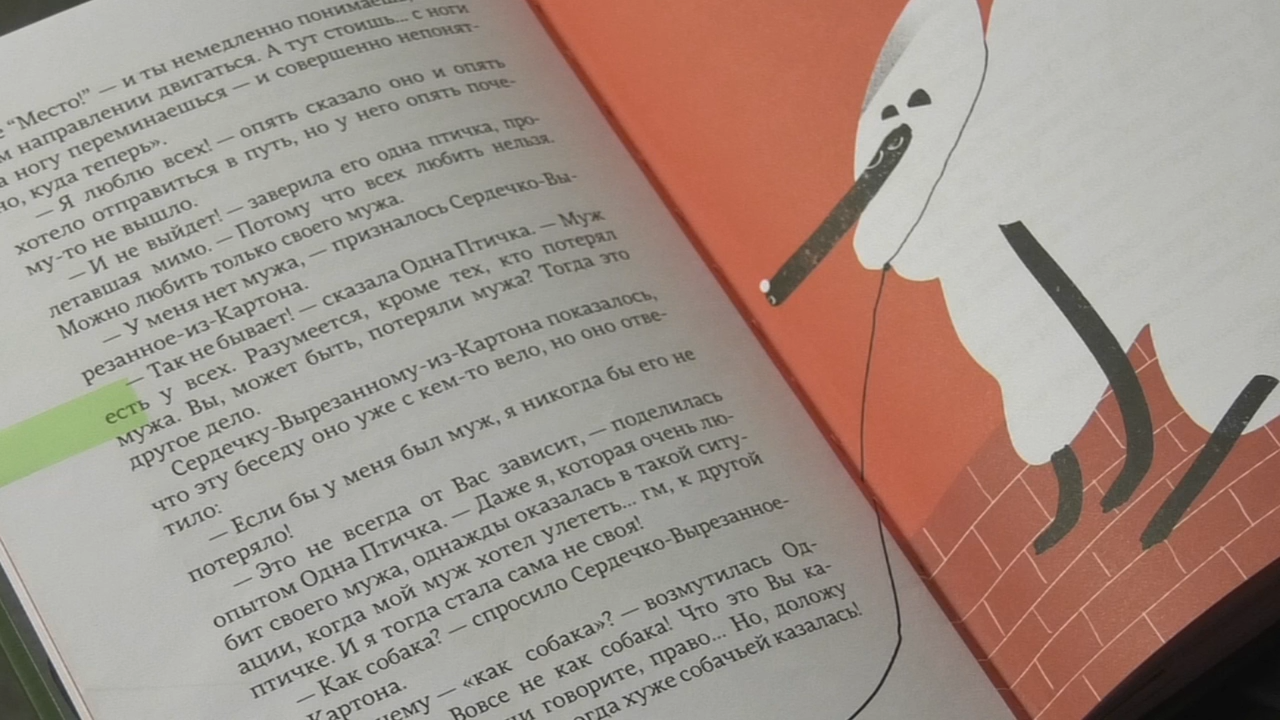 “Место!” — и ты немедленно понимаешь,
направлении двигаться. А тут стоишь... с ноги
ногу переминаешься — и совершенно непонят-
но, куда теперь».
— Я люблю всех! — опять сказало оно и опять
хотело отправиться в путь, но у него опять поче-
му-то не вышло.
— И не выйдет! — заверила его одна птичка, про-
летавшая мимо. — Потому что всех любить нельзя.
Можно любить только своего мужа.
— У меня нет мужа, — призналось Сердечко-Вы-
резанное-из-Картона.
— Так не бывает! — сказала Одна Птичка. — Муж
есть у всех. Разумеется, кроме тех, кто потерял
мужа. Вы, может быть, потеряли мужа? Тогда это
другое дело.
Сердечку-Вырезанному-из-Картона показалось,
что эту беседу оно уже с кем-то вело, но оно отве-
тило:
— Если бы у меня был муж, я никогда бы его не
потеряло!
— Это не всегда от Вас зависит, — поделилась
опытом Одна Птичка. — Даже я, которая очень лю-
бит своего мужа, однажды оказалась в такой ситу-
ации, когда мой муж хотел улететь... гм, к другой
птичке. И я тогда стала сама не своя!
— Как собака? — спросило Сердечко-Вырезанное-
Картона.
— «как собака»? — возмутилась Од-
Вовсе не как собака! Что это Вы ка-
говорите, право... Но, доложу
хуже собачьей казалась!